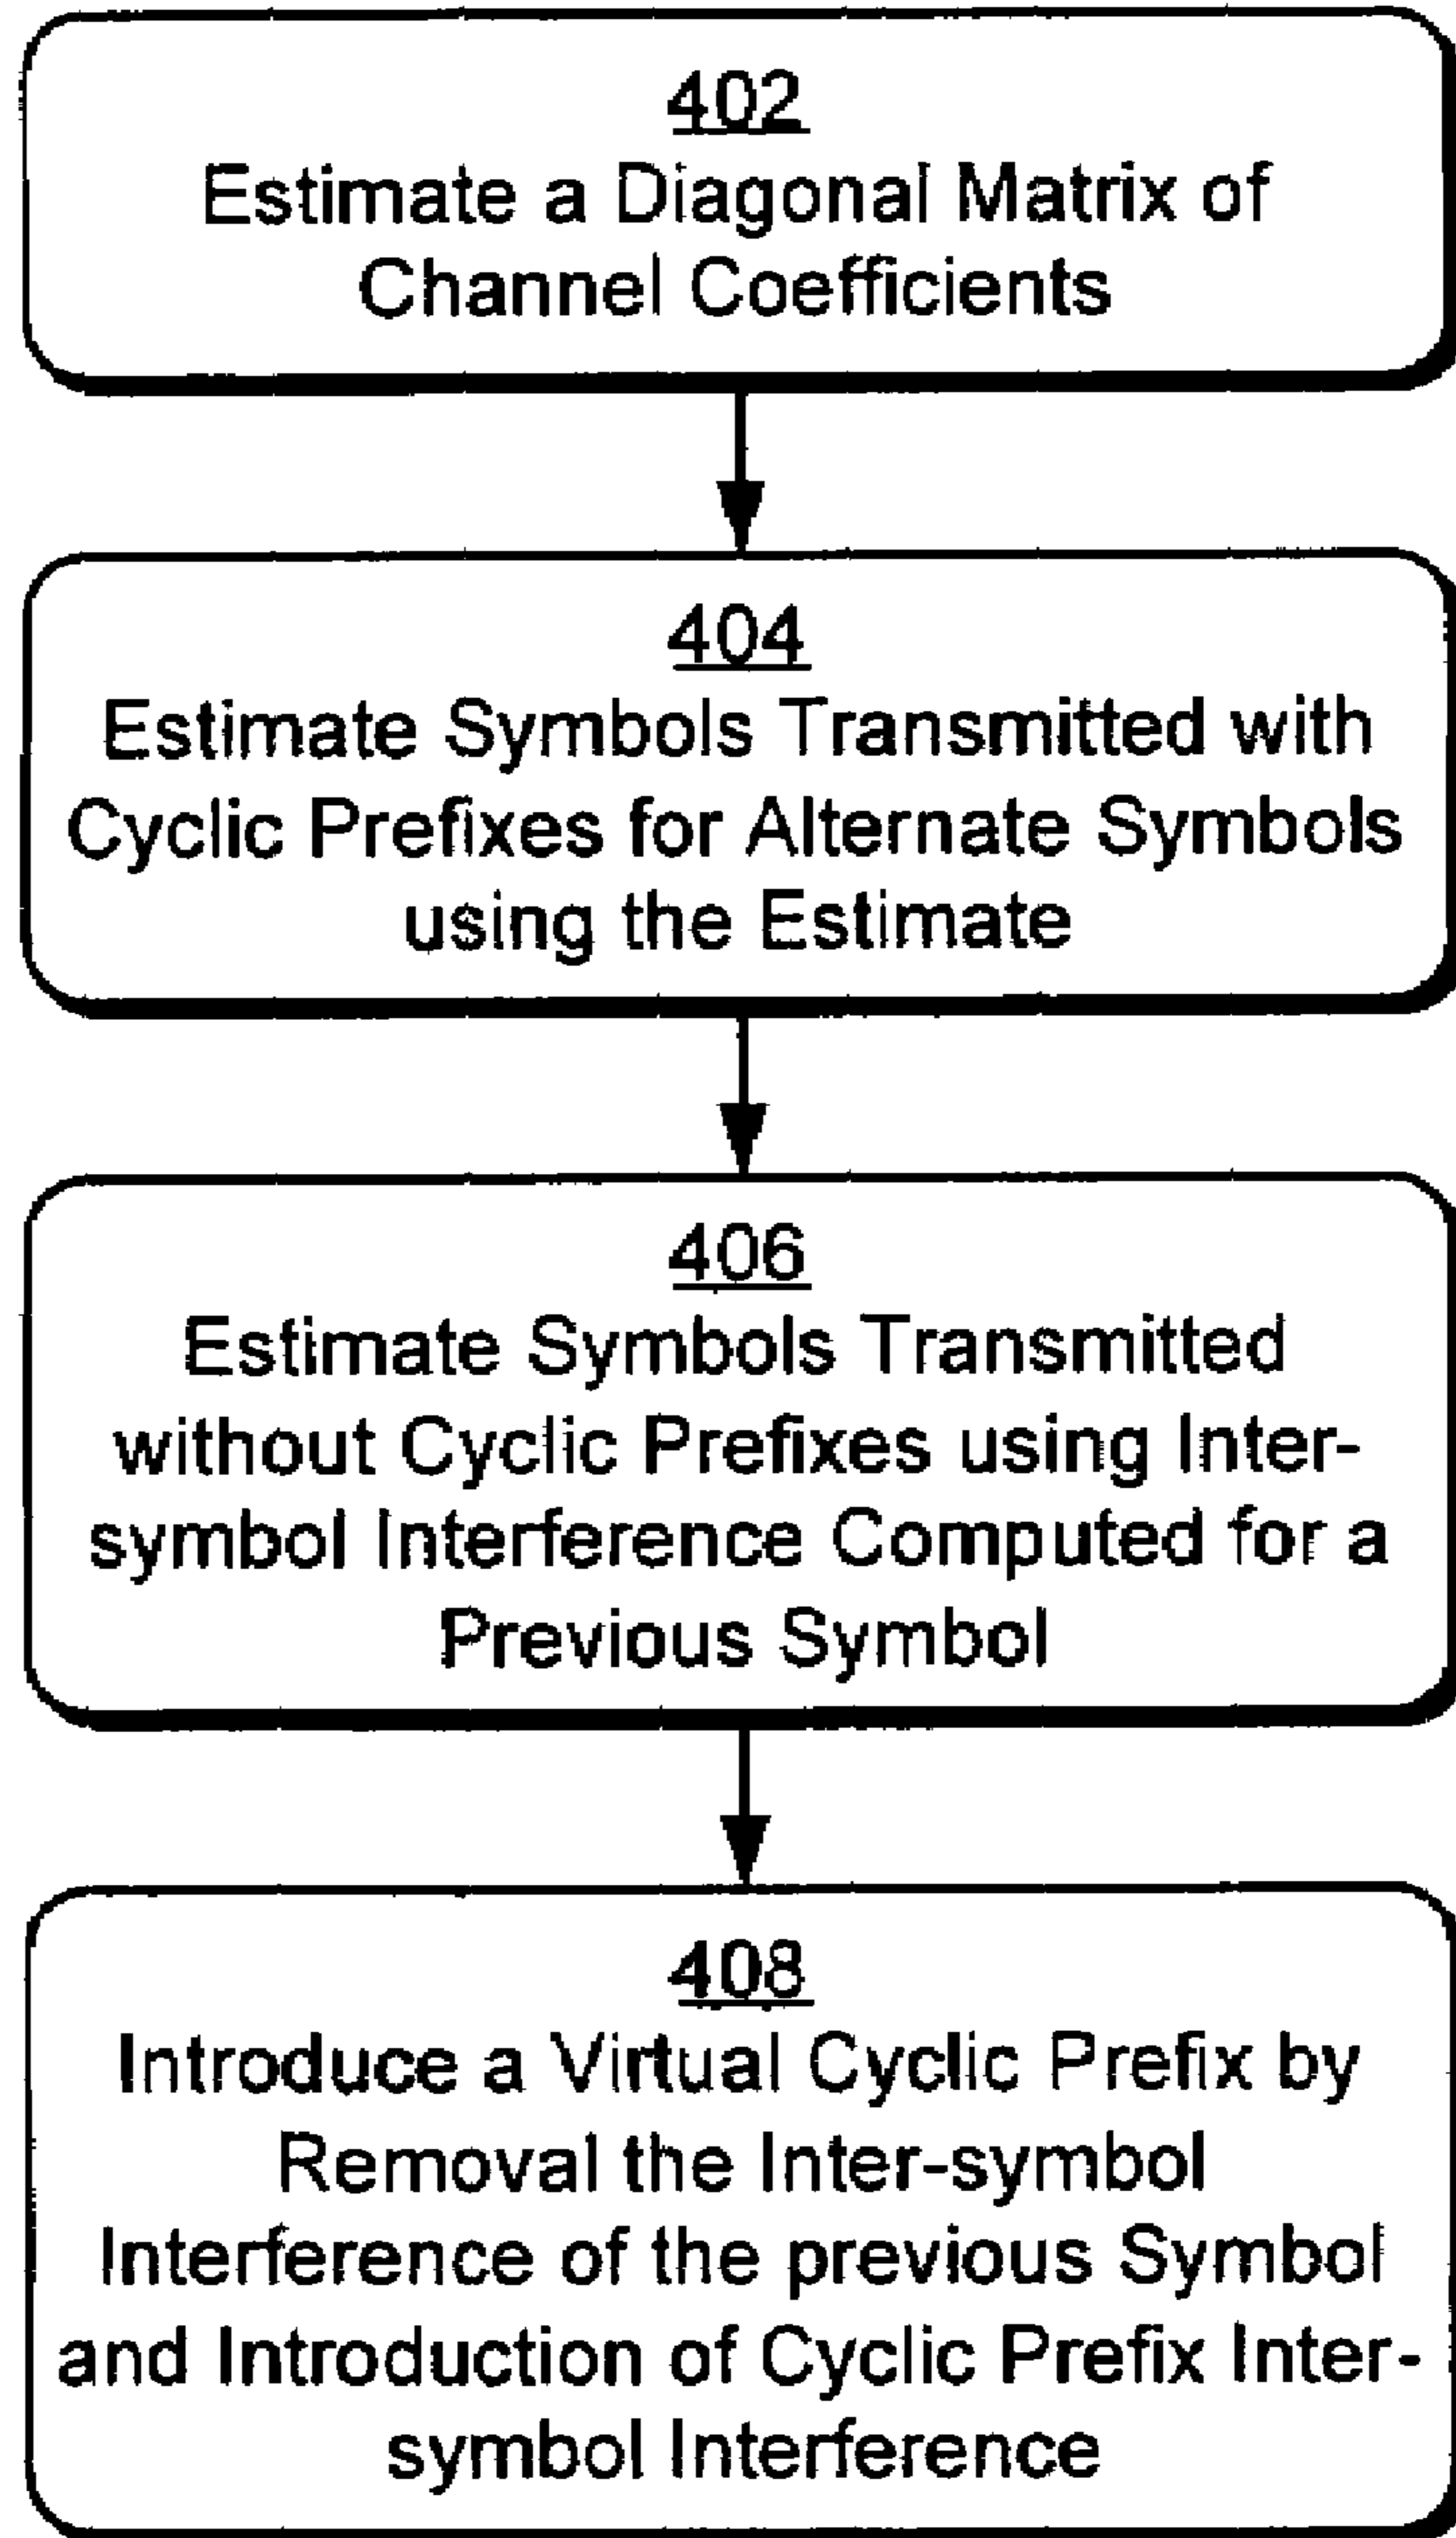 402
Estimate a Diagonal Matrix of
Channel Coefficients
404
Estimate Symbols Transmitted with
Cyclic Prefixes for Alternate Symbols
using the Estimate
406
Estimate Symbols Transmitted
without Cyclic Prefixes using Inter-
symbol Interference Computed for a
Previous Symbol
408
Introduce a Virtual Cyclic Prefix by
Removal the Inter-symbol
Interference of the previous Symbol
and Introduction of Cyclic Prefix Inter-
symbol Interference